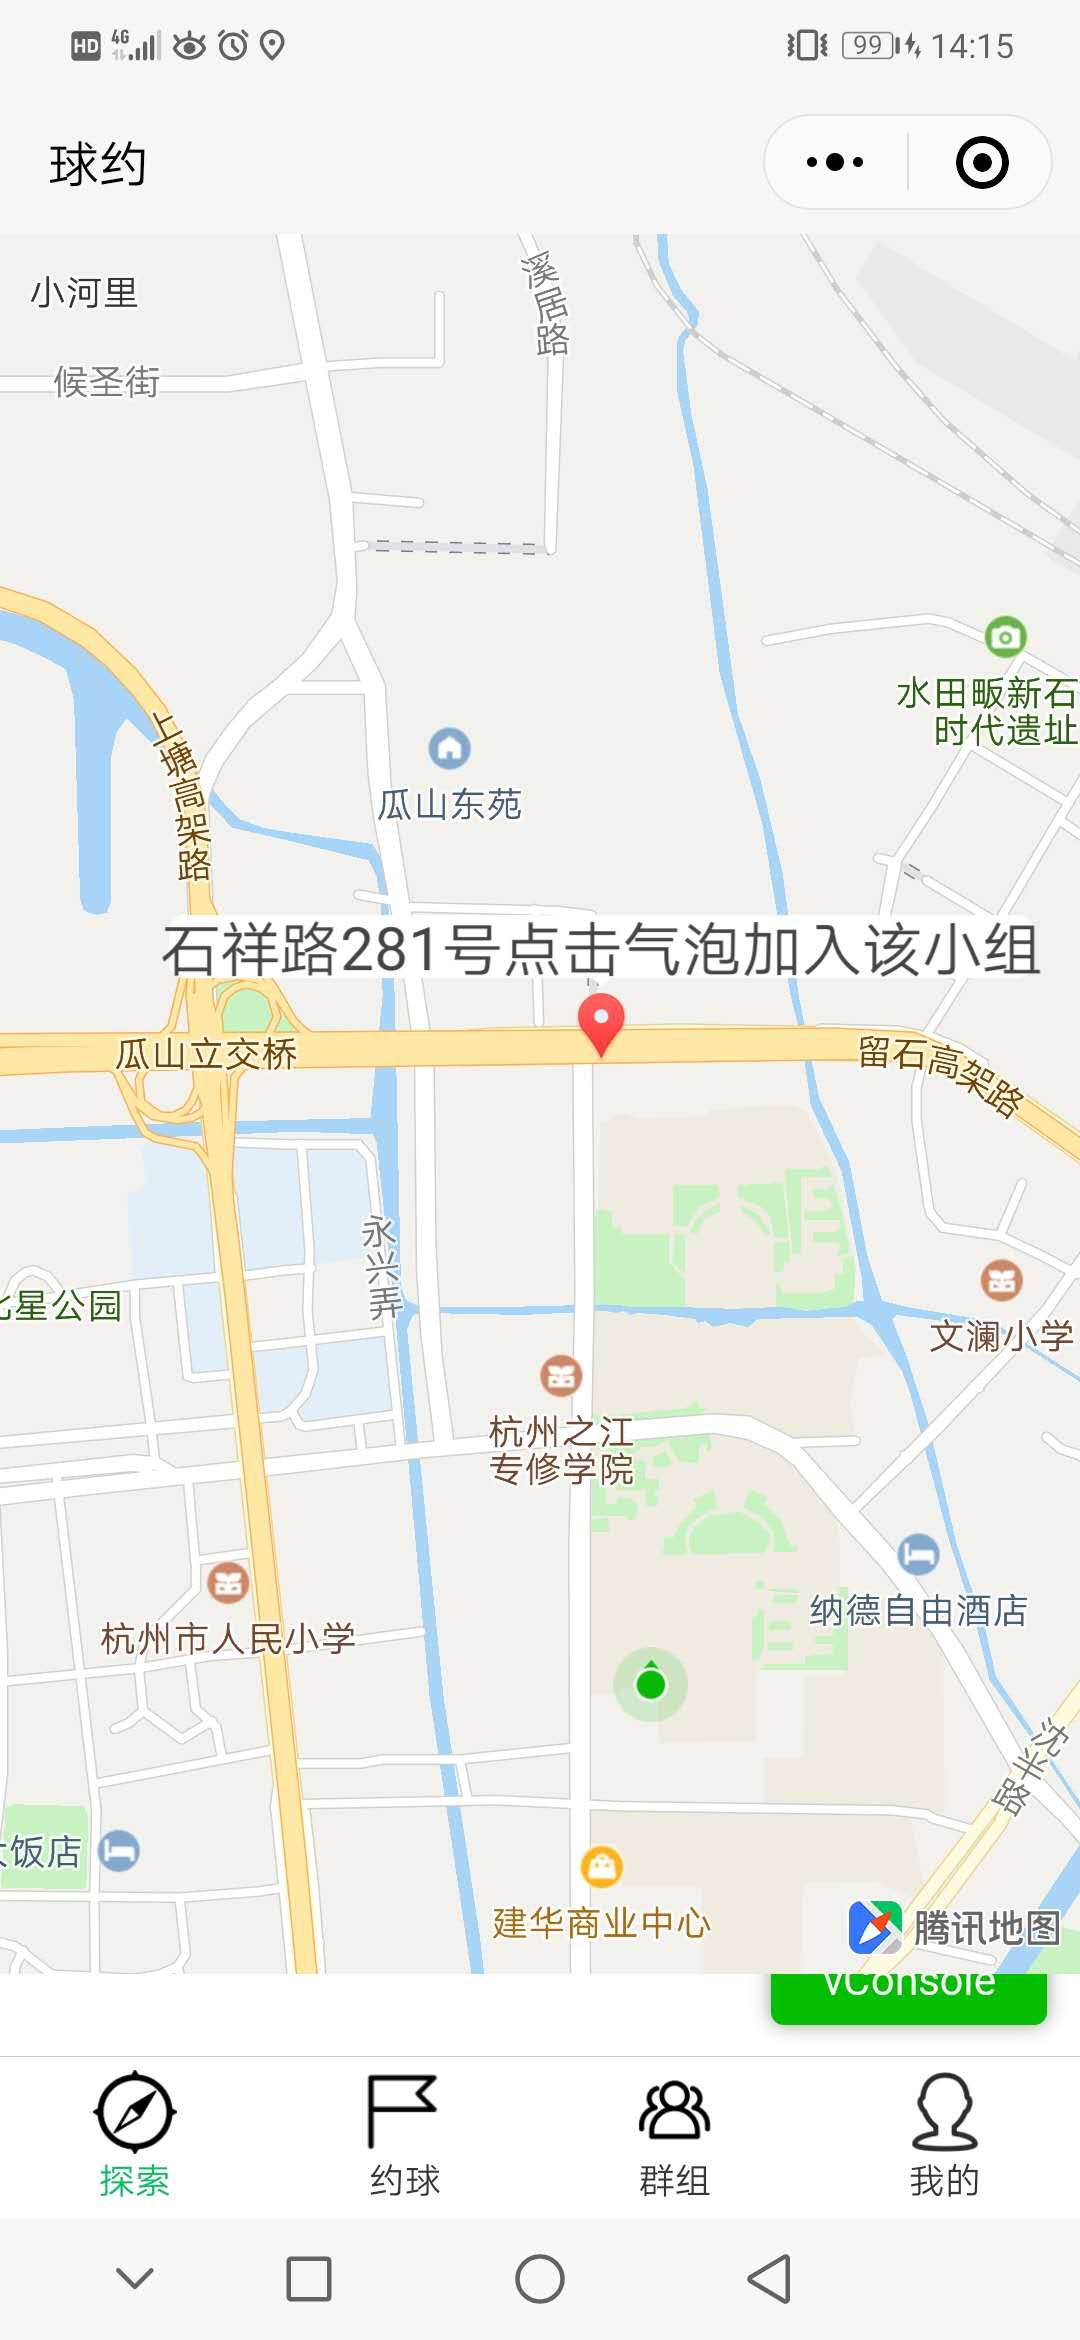 HD 4G 99 14:15
球约
小河里
溪居路
候圣街
水田畈新石
时代遗址
上塘高架路
瓜山东苑
石祥路281号点击气泡加入该小组
瓜山立交桥
留石高架路
永兴弄
北星公园
文澜小学
杭州之江
专修学院
纳德自由酒店
杭州市人民小学
沈半路
饭店
建华商业中心
腾讯地图
vConsole
探索
约球
群组
我的